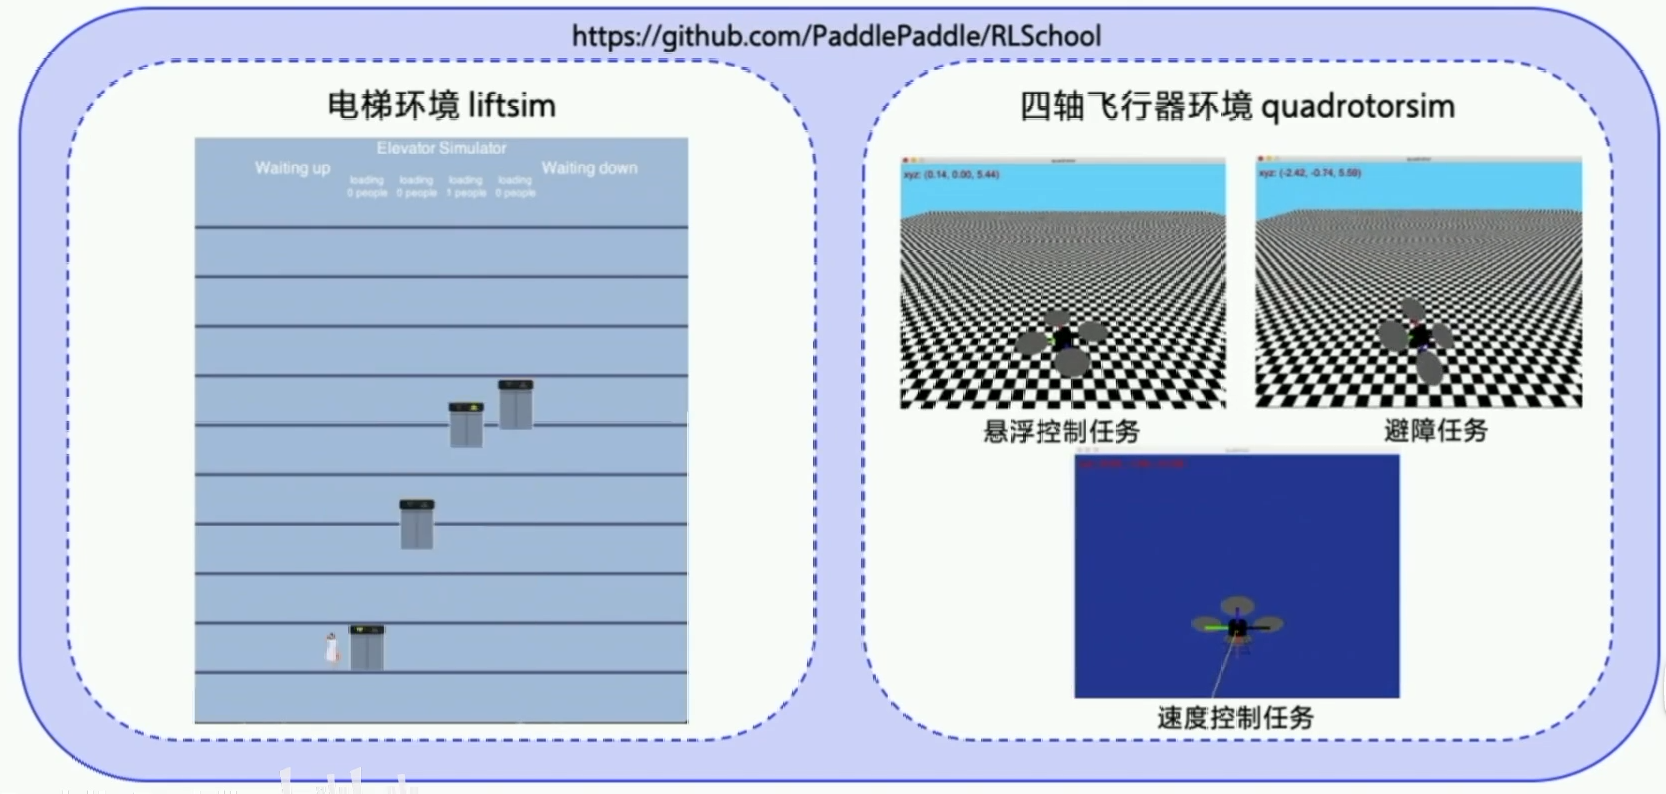 https://github.com/PaddlePaddle/RLSchool
电梯环境 liftsim
Elevator Simulator
Waiting up
Waiting down
loading loading loading loading
0 people 0 people 1 people 0 people
四轴飞行器环境 quadrotorsim
xyz: (0.14, 0.00, 5.44)
xyz: (-2.42, -0.74, 5.59)
悬浮控制任务
避障任务
速度控制任务